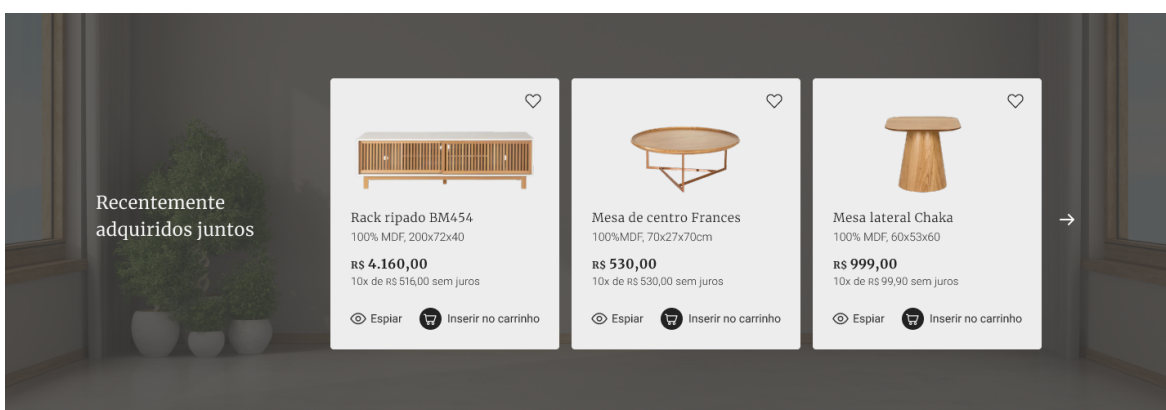 Recentemente
adquiridos juntos
Rack ripado BM454
100% MDF, 200x72x40
R$ 4.160,00
10x de R$ 516,00 sem juros
Espiar
Inserir no carrinho
Mesa de centro Frances
100%MDF, 70x27x70cm
R$ 530,00
10x de R$ 530,00 sem juros
Espiar
Inserir no carrinho
Mesa lateral Chaka
100% MDF, 60x53x60
R$ 999,00
10x de R$ 99,90 sem juros
Espiar
Inserir no carrinho